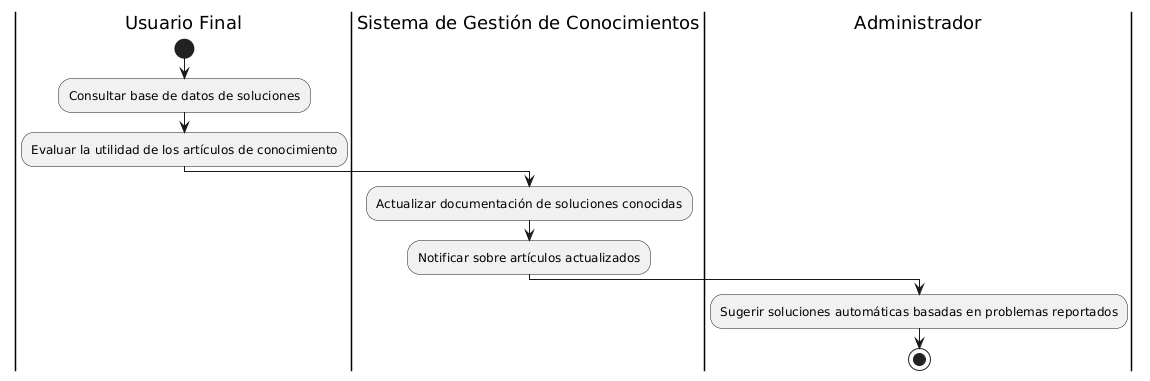 Usuario Final
Sistema de Gestión de Conocimientos
Administrador
Consultar base de datos de soluciones
Evaluar la utilidad de los artículos de conocimiento
Actualizar documentación de soluciones conocidas
Notificar sobre artículos actualizados
Sugerir soluciones automáticas basadas en problemas reportados